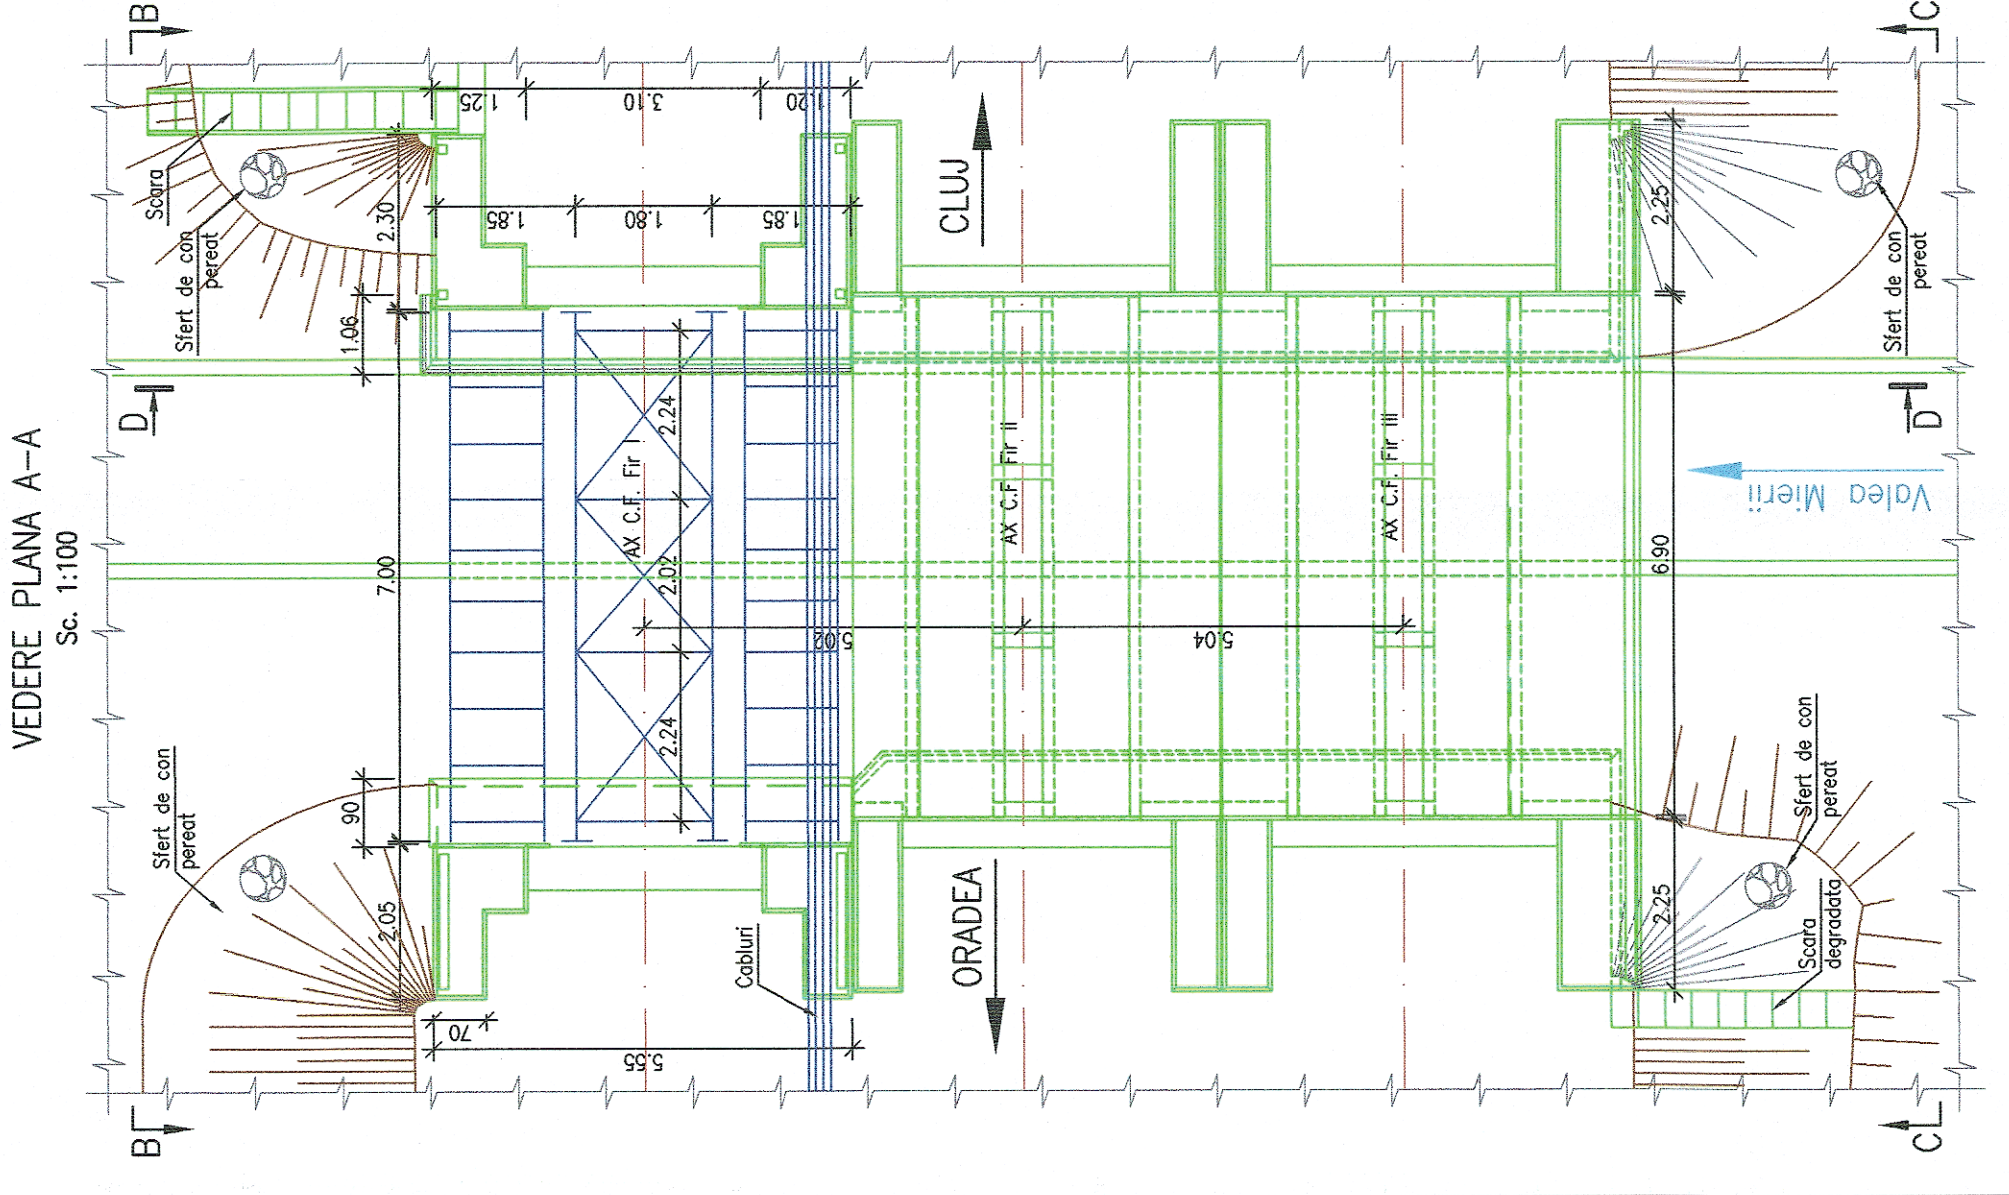 VEDERE PLANA A-A
Sc. 1:100
B
B
C
C
D
D
Scara
Sfert de con
pereat
2.30
1.06
1.25
3.10
1.20
1.85
1.80
1.85
CLUJ
2.25
Sfert de con
pereat
7.00
2.24
2.02
2.24
AX C.F. Fir I
AX C.F. Fir II
AX C.F. Fir III
5.02
5.04
6.90
Valea Mierii
Sfert de con
pereat
90
2.05
70
5.55
Cabluri
ORADEA
2.25
Sfert de con
pereat
Scara
degradata